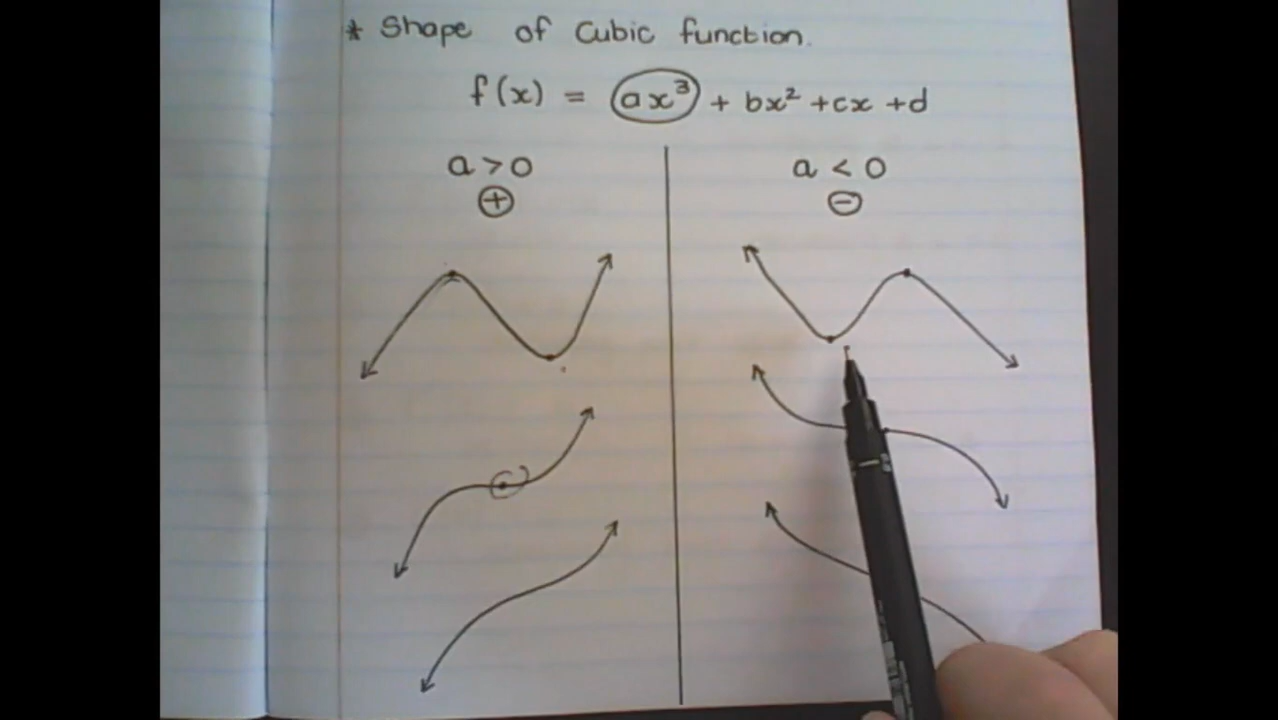 * Shape of Cubic function.
f(x) = ax³ + bx² + cx + d
a > 0
⊕
a < 0
⊖